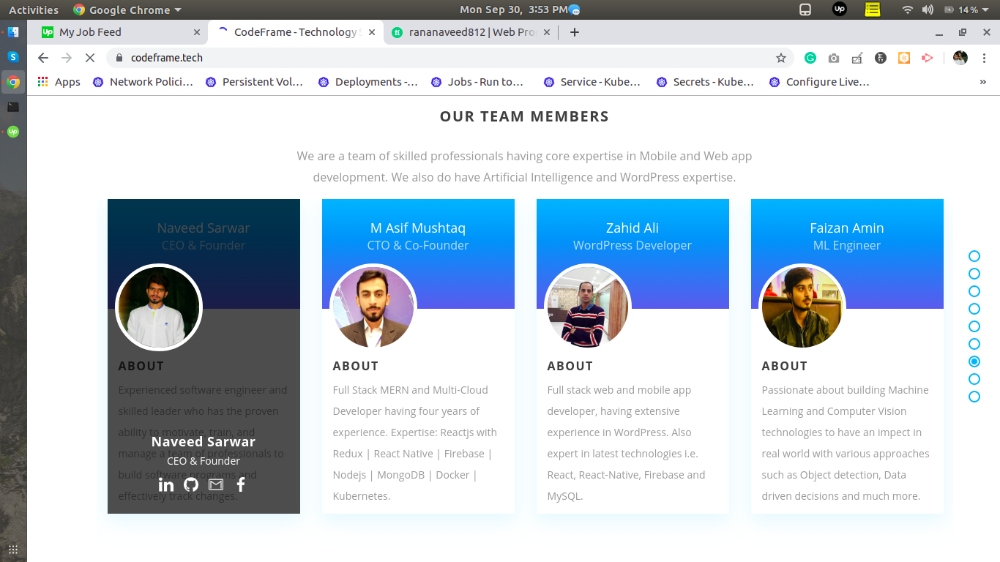 Activities
Google Chrome
Mon Sep 30, 3:53 PM
Up
14%
Up
My Job Feed
CodeFrame - Technology S
fi
rananaveed812 | Web Pro
codeframe.tech
Apps
Network Polici…
Persistent Vol…
Deployments -…
Jobs - Run to…
Service - Kube…
Secrets - Kube…
Configure Live…
»
OUR TEAM MEMBERS
We are a team of skilled professionals having core expertise in Mobile and Web app
development. We also do have Artificial Intelligence and WordPress expertise.
Naveed Sarwar
CEO & Founder
ABOUT
Experienced software engineer and
skilled leader who has the proven
ability to motivate, train, and
manage a team of professionals to
build software programs and
effectively track changes.
Naveed Sarwar
CEO & Founder
M Asif Mushtaq
CTO & Co-Founder
ABOUT
Full Stack MERN and Multi-Cloud
Developer having four years of
experience. Expertise: Reactjs with
Redux | React Native | Firebase |
Nodejs | MongoDB | Docker |
Kubernetes.
Zahid Ali
WordPress Developer
ABOUT
Full stack web and mobile app
developer, having extensive
experience in WordPress. Also
expert in latest technologies i.e.
React, React-Native, Firebase and
MySQL.
Faizan Amin
ML Engineer
ABOUT
Passionate about building Machine
Learning and Computer Vision
technologies to have an impact in
real world with various approaches
such as Object detection, Data
driven decisions and much more.